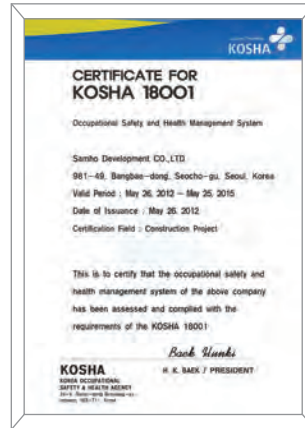 KOSHA
CERTIFICATE FOR
KOSHA 18001
Occupational Safety and Health Management System
Samho Development CO.,LTD
981-49, Bangbae-dong, Seocho-gu, Seoul, Korea
Valid Period : May 26, 2012 ~ May 25, 2015
Date of Issuance : May 26, 2012
Certification Field : Construction Project
This is to certify that the occupational safety and
health management system of the above company
has been assessed and complied with the
requirements of the KOSHA 18001
Baek Hunki
H. K. BAEK / PRESIDENT
KOSHA
KOREA OCCUPATIONAL
SAFETY & HEALTH AGENCY